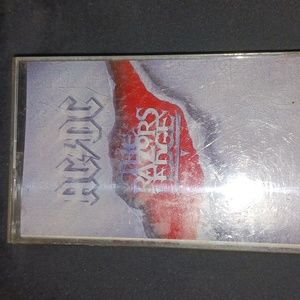 AC/DC
THE
RAZORS
EDGE